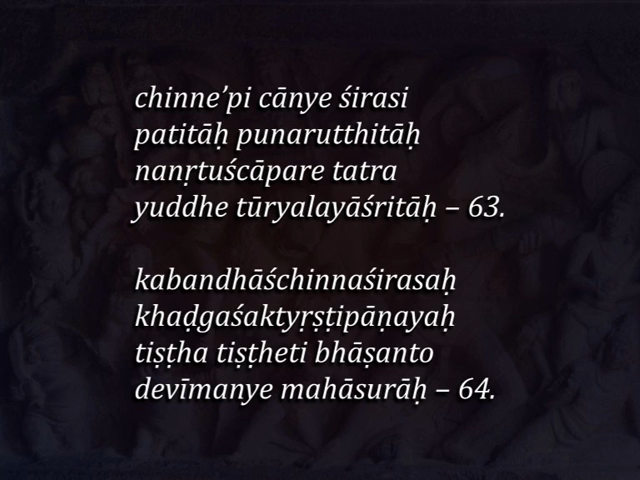 chinne’pi cānye śirasi
patitāḥ punarutthitāḥ
nanṛtuścāpare tatra
yuddhe tūryalayāśritāḥ – 63.
kabandhāśchinnaśirasaḥ
khaḍgaśaktyṛṣṭipāṇayaḥ
tiṣṭha tiṣṭheti bhāṣanto
devīmanye mahāsurāḥ – 64.